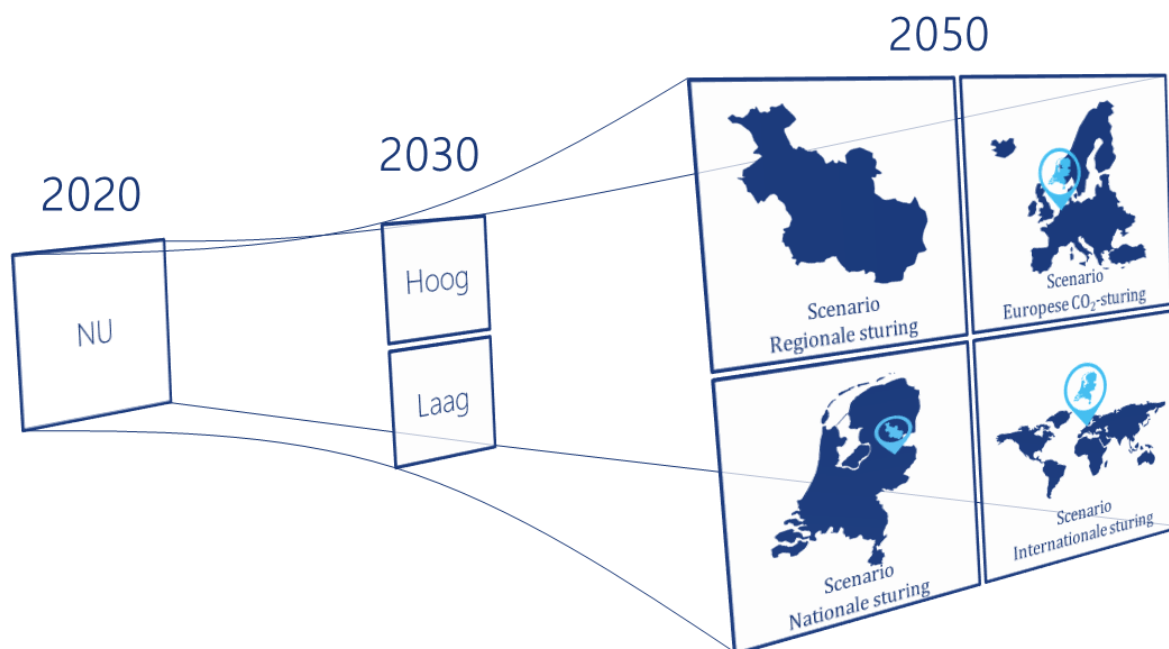 2020
NU
2030
Hoog
Laag
2050
Scenario
Regionale sturing
Scenario
Europese CO₂-sturing
Scenario
Nationale sturing
Scenario
Internationale sturing